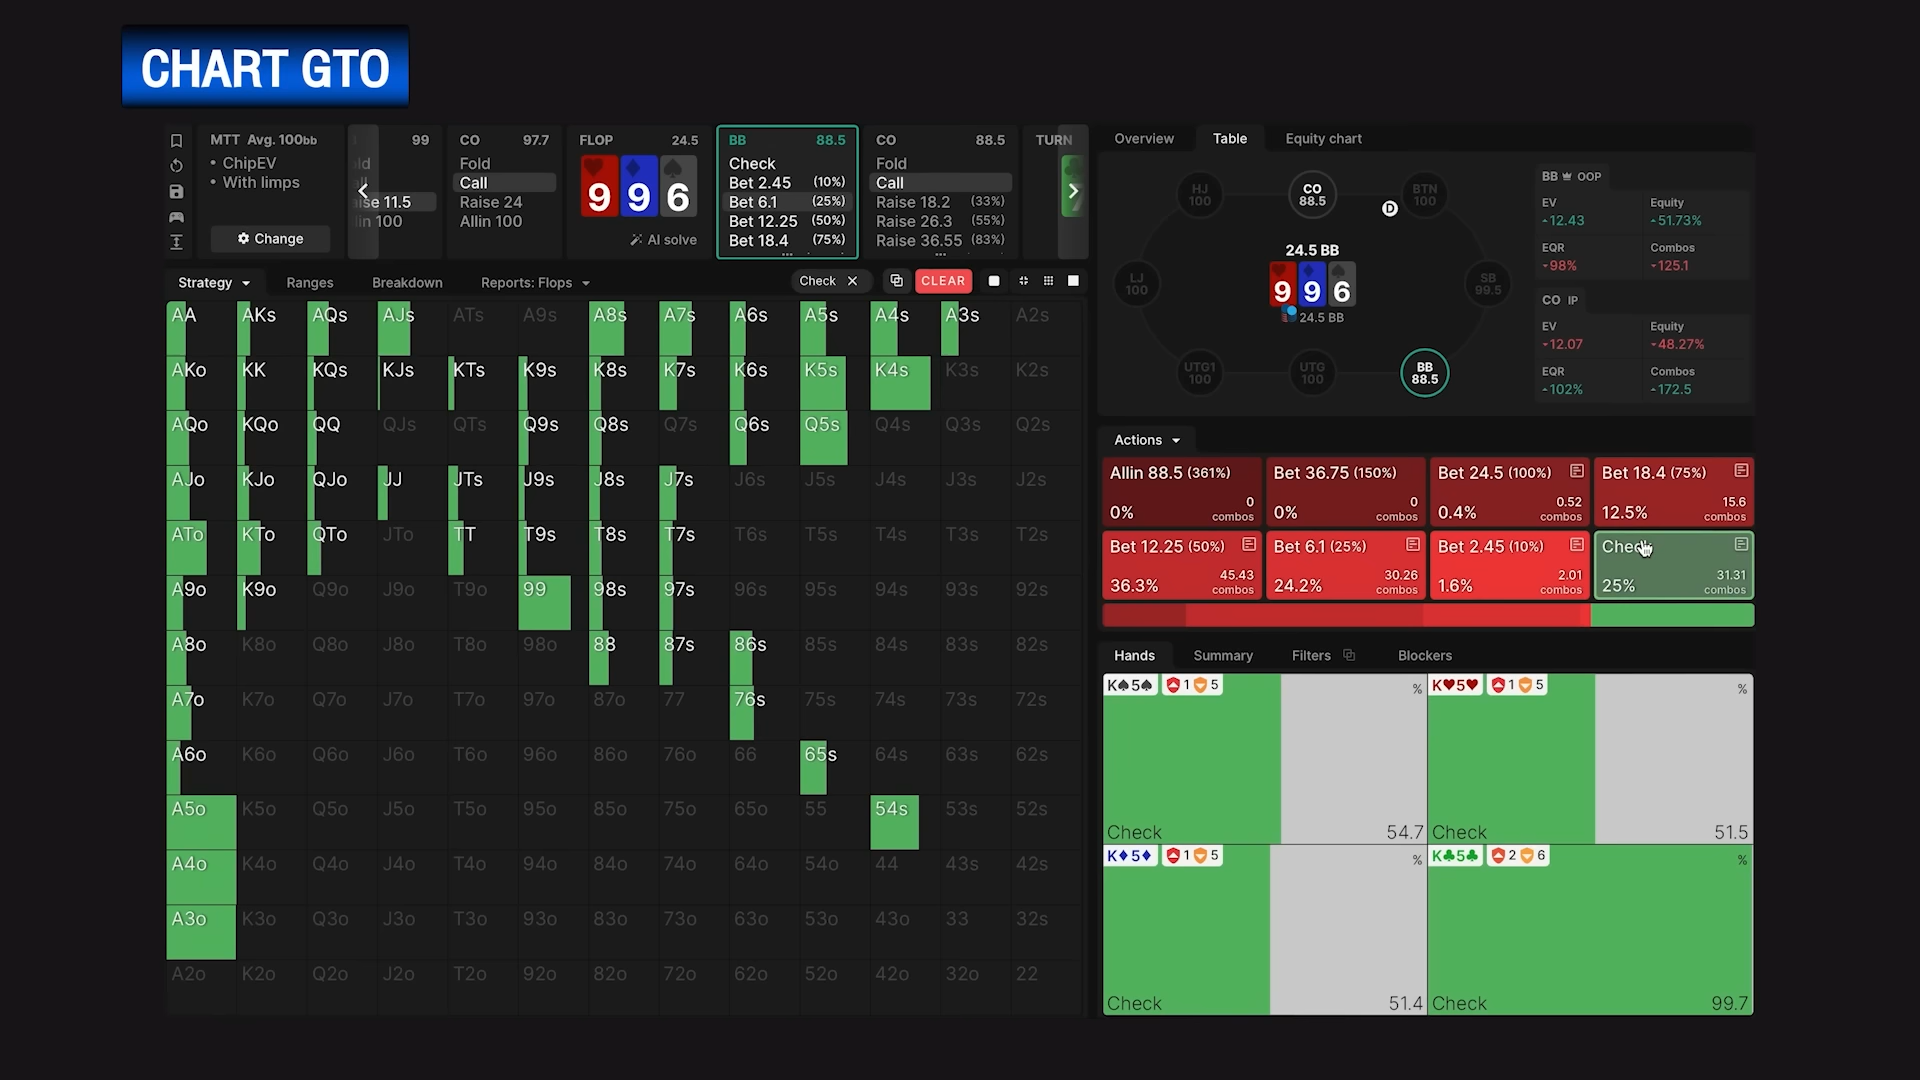 CHART GTO
MTT Avg. 100bb
• ChipEV
• With limps
Change
99
11.5
100
CO 97.7
Fold
Call
Raise 24
Allin 100
FLOP 24.5
9 9 6
AI solve
BB 88.5
Check
Bet 2.45 (10%)
Bet 6.1 (25%)
Bet 12.25 (50%)
Bet 18.4 (75%)
CO 88.5
Fold
Call
Raise 18.2 (33%)
Raise 26.3 (55%)
Raise 36.55 (83%)
TURN
Strategy Ranges Breakdown Reports: Flops Check CLEAR
AA AKs AQs AJs ATs A9s A8s A7s A6s A5s A4s A3s A2s
AKo KK KQs KJs KTs K9s K8s K7s K6s K5s K4s K3s K2s
AQo KQo QQ QJs QTs Q9s Q8s Q7s Q6s Q5s Q4s Q3s Q2s
AJo KJo QJo JJ JTs J9s J8s J7s J6s J5s J4s J3s J2s
ATo KTo QTo JTo TT T9s T8s T7s T6s T5s T4s T3s T2s
A9o K9o Q9o J9o T9o 99 98s 97s 96s 95s 94s 93s 92s
A8o K8o Q8o J8o T8o 98o 88 87s 86s 85s 84s 83s 82s
A7o K7o Q7o J7o T7o 97o 87o 77 76s 75s 74s 73s 72s
A6o K6o Q6o J6o T6o 96o 86o 76o 66 65s 64s 63s 62s
A5o K5o Q5o J5o T5o 95o 85o 75o 65o 55 54s 53s 52s
A4o K4o Q4o J4o T4o 94o 84o 74o 64o 54o 44 43s 42s
A3o K3o Q3o J3o T3o 93o 83o 73o 63o 53o 43o 33 32s
A2o K2o Q2o J2o T2o 92o 82o 72o 62o 52o 42o 32o 22
Overview Table Equity chart
HJ
100
CO
88.5
D
BTN
100
24.5 BB
LJ
100
9 9 6
SB
99.5
24.5 BB
UTG1
100
UTG
100
BB
88.5
BB OOP
EV Equity
12.43 51.73%
EQR Combos
98% 125.1
CO IP
EV Equity
12.07 48.27%
EQR Combos
102% 172.5
Actions
Allin 88.5 (361%)
0% 0
combos
Bet 36.75 (150%)
0% 0
combos
Bet 24.5 (100%)
0.4% 0.52
combos
Bet 18.4 (75%)
12.5% 15.6
combos
Bet 12.25 (50%)
36.3% 45.43
combos
Bet 6.1 (25%)
24.2% 30.26
combos
Bet 2.45 (10%)
1.6% 2.01
combos
Check
25% 31.31
combos
Hands Summary Filters Blockers
K♠5♠ 1 5 %
Check 54.7
K♥5♥ 1 5 %
Check 51.5
K♦5♦ 1 5 %
Check 51.4
K♣5♣ 2 6 %
Check 99.7